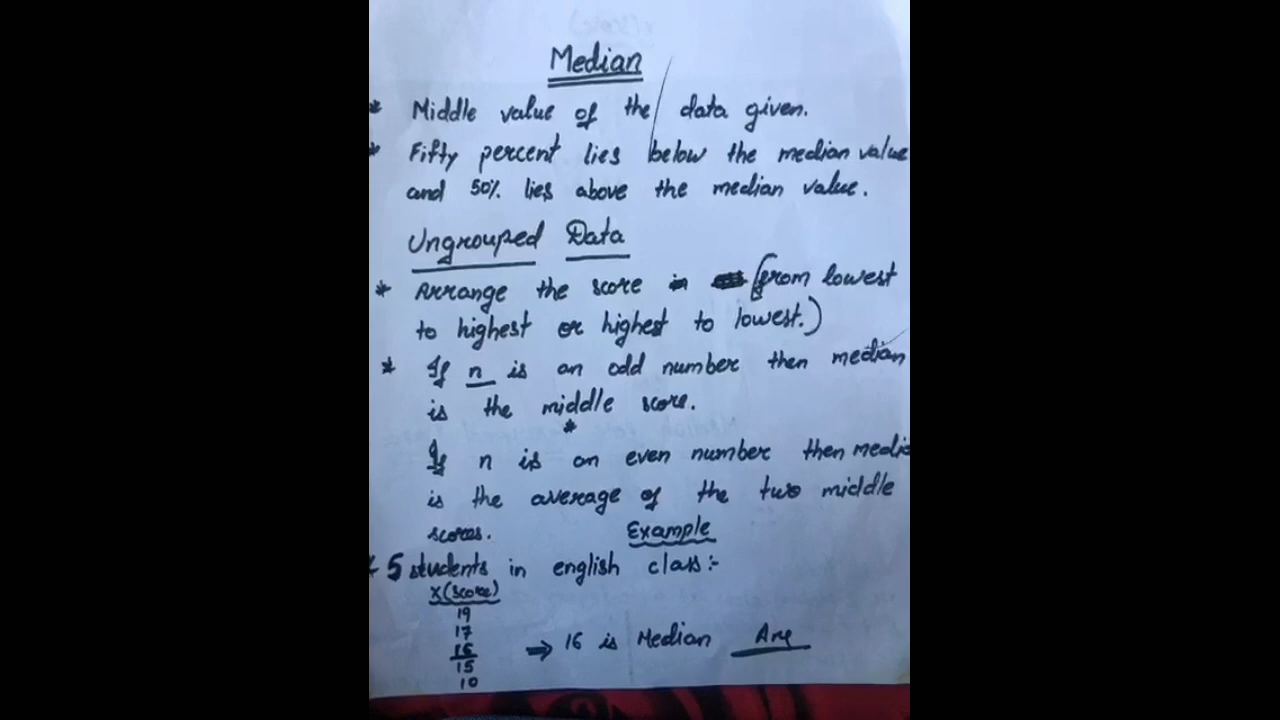 Median
* Middle value of the data given.
* Fifty percent lies below the median value
and 50% lies above the median value.
Ungrouped Data
* Arrange the score in (from lowest
to highest or highest to lowest.)
* If n is an odd number then median
is the middle score.
*
If n is an even number then media
is the average of the two middle
scores.
Example
5 students in english class:-
X(Score)
19
17
16
15
10
⇒ 16 is Median Ans